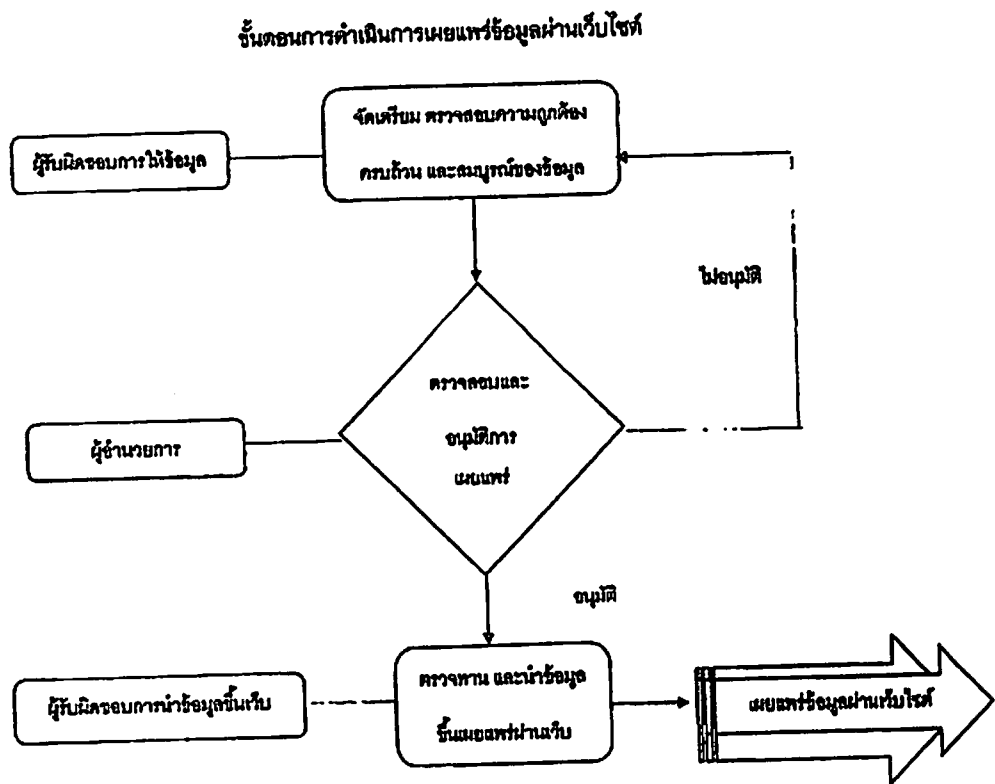 ขั้นตอนการดำเนินการเผยแพร่ข้อมูลผ่านเว็บไซต์
จัดเตรียม ตรวจสอบความถูกต้อง
ผู้รับผิดชอบการให้ข้อมูล
ครบถ้วน และสมบูรณ์ของข้อมูล
ไม่อนุมัติ
ตรวจสอบและ
ผู้อำนวยการ
อนุมัติการ
เผยแพร่
อนุมัติ
ตรวจทาน และนำข้อมูล
ผู้รับผิดชอบการนำข้อมูลขึ้นเว็บ
ขึ้นเผยแพร่ผ่านเว็บ
เผยแพร่ข้อมูลผ่านเว็บไซต์